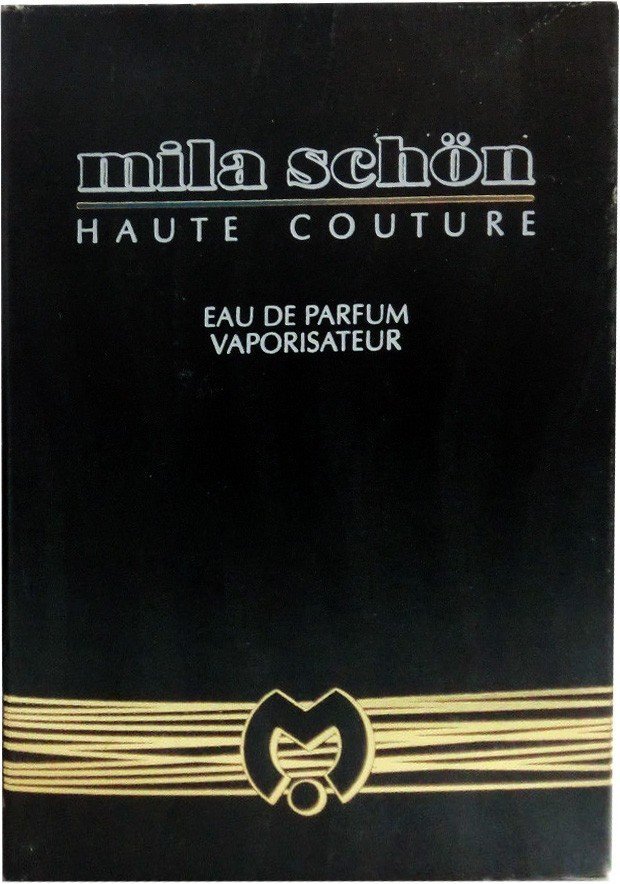 mila schön
HAUTE COUTURE
EAU DE PARFUM
VAPORISATEUR